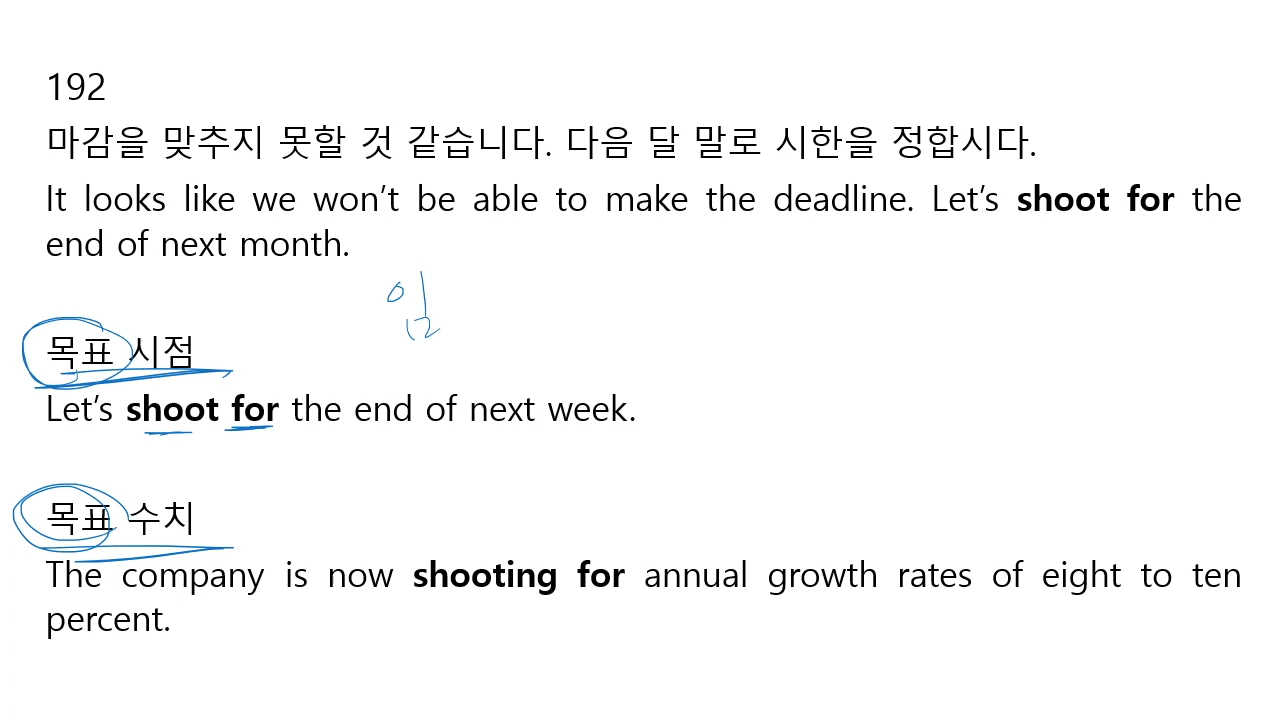 192
마감을 맞추지 못할 것 같습니다. 다음 달 말로 시한을 정합시다.
It looks like we won’t be able to make the deadline. Let’s shoot for the
end of next month.
목표 시점
Let’s shoot for the end of next week.
목표 수치
The company is now shooting for annual growth rates of eight to ten
percent.